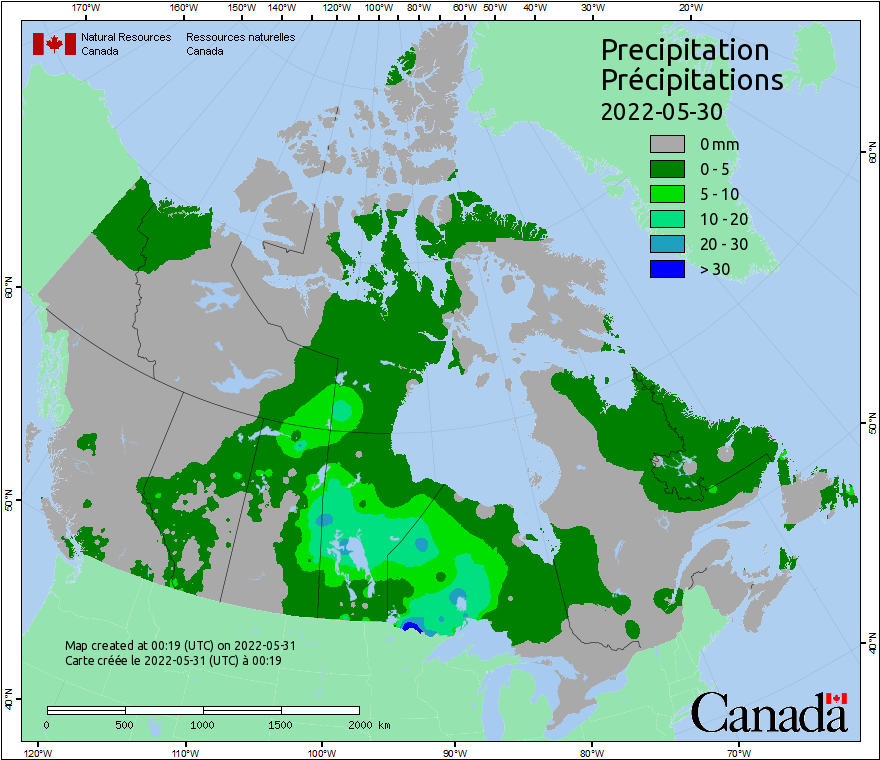 170°W 160°W 150°W 140°W 120°W 100°W 80°W 60°W 50°W 40°W 30°W 20°W
Natural Resources Ressources naturelles
Canada Canada
Precipitation
Précipitations
2022-05-30
0 mm
0 - 5
5 - 10
10 - 20
20 - 30
> 30
60°N
60°N
50°N
50°N
40°N
40°N
Map created at 00:19 (UTC) on 2022-05-31
Carte créée le 2022-05-31 (UTC) à 00:19
0 500 1000 1500 2000 km
Canada
120°W 110°W 100°W 90°W 80°W 70°W